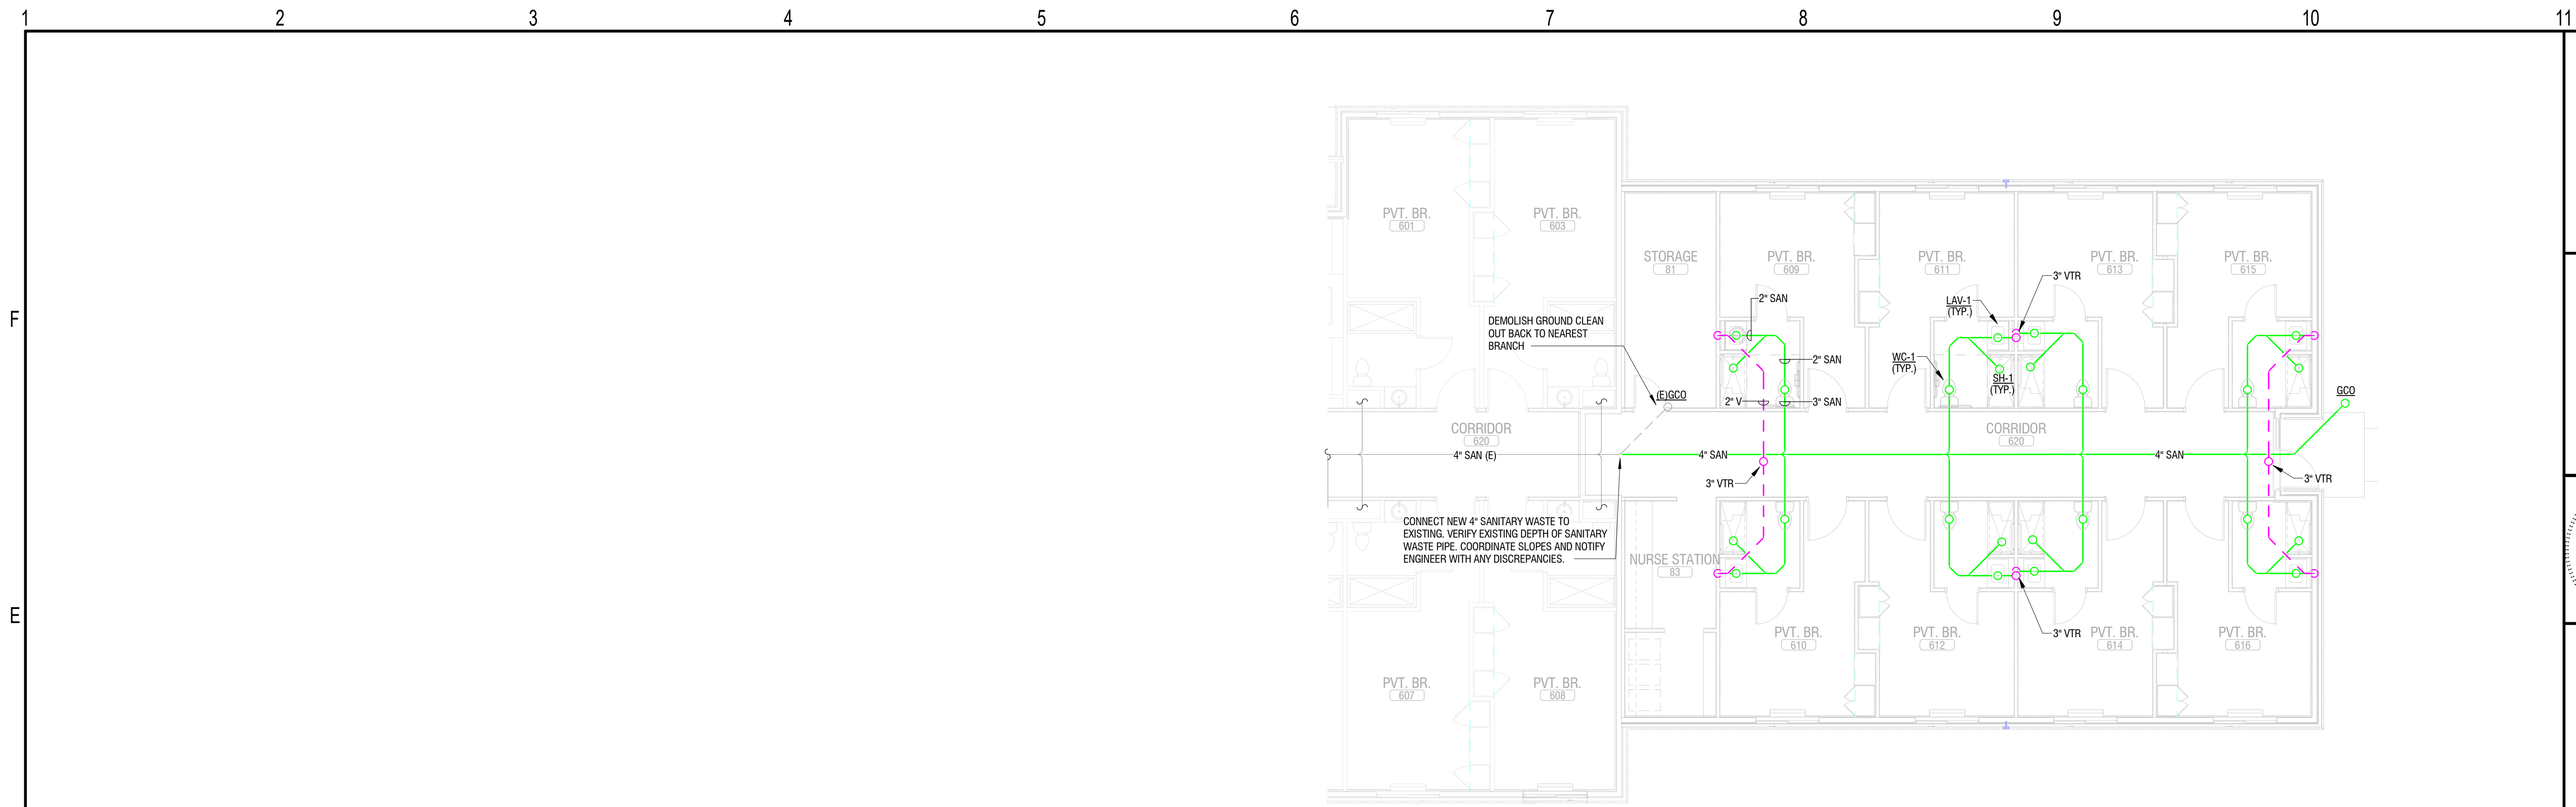 1 2 3 4 5 6 7 8 9 10 11
F
E
PVT. BR.
601
PVT. BR.
603
STORAGE
81
PVT. BR.
609
PVT. BR.
611
PVT. BR.
613
PVT. BR.
615
3" VTR
LAV-1
(TYP.)
2" SAN
DEMOLISH GROUND CLEAN
OUT BACK TO NEAREST
BRANCH
2" SAN
WC-1
(TYP.)
SH-1
(TYP.)
(E)GCO
2" V
3" SAN
GCO
CORRIDOR
620
CORRIDOR
620
4" SAN (E)
4" SAN
4" SAN
3" VTR
3" VTR
CONNECT NEW 4" SANITARY WASTE TO
EXISTING. VERIFY EXISTING DEPTH OF SANITARY
WASTE PIPE. COORDINATE SLOPES AND NOTIFY
ENGINEER WITH ANY DISCREPANCIES.
NURSE STATION
83
3" VTR
PVT. BR.
610
PVT. BR.
612
PVT. BR.
614
PVT. BR.
616
PVT. BR.
607
PVT. BR.
608